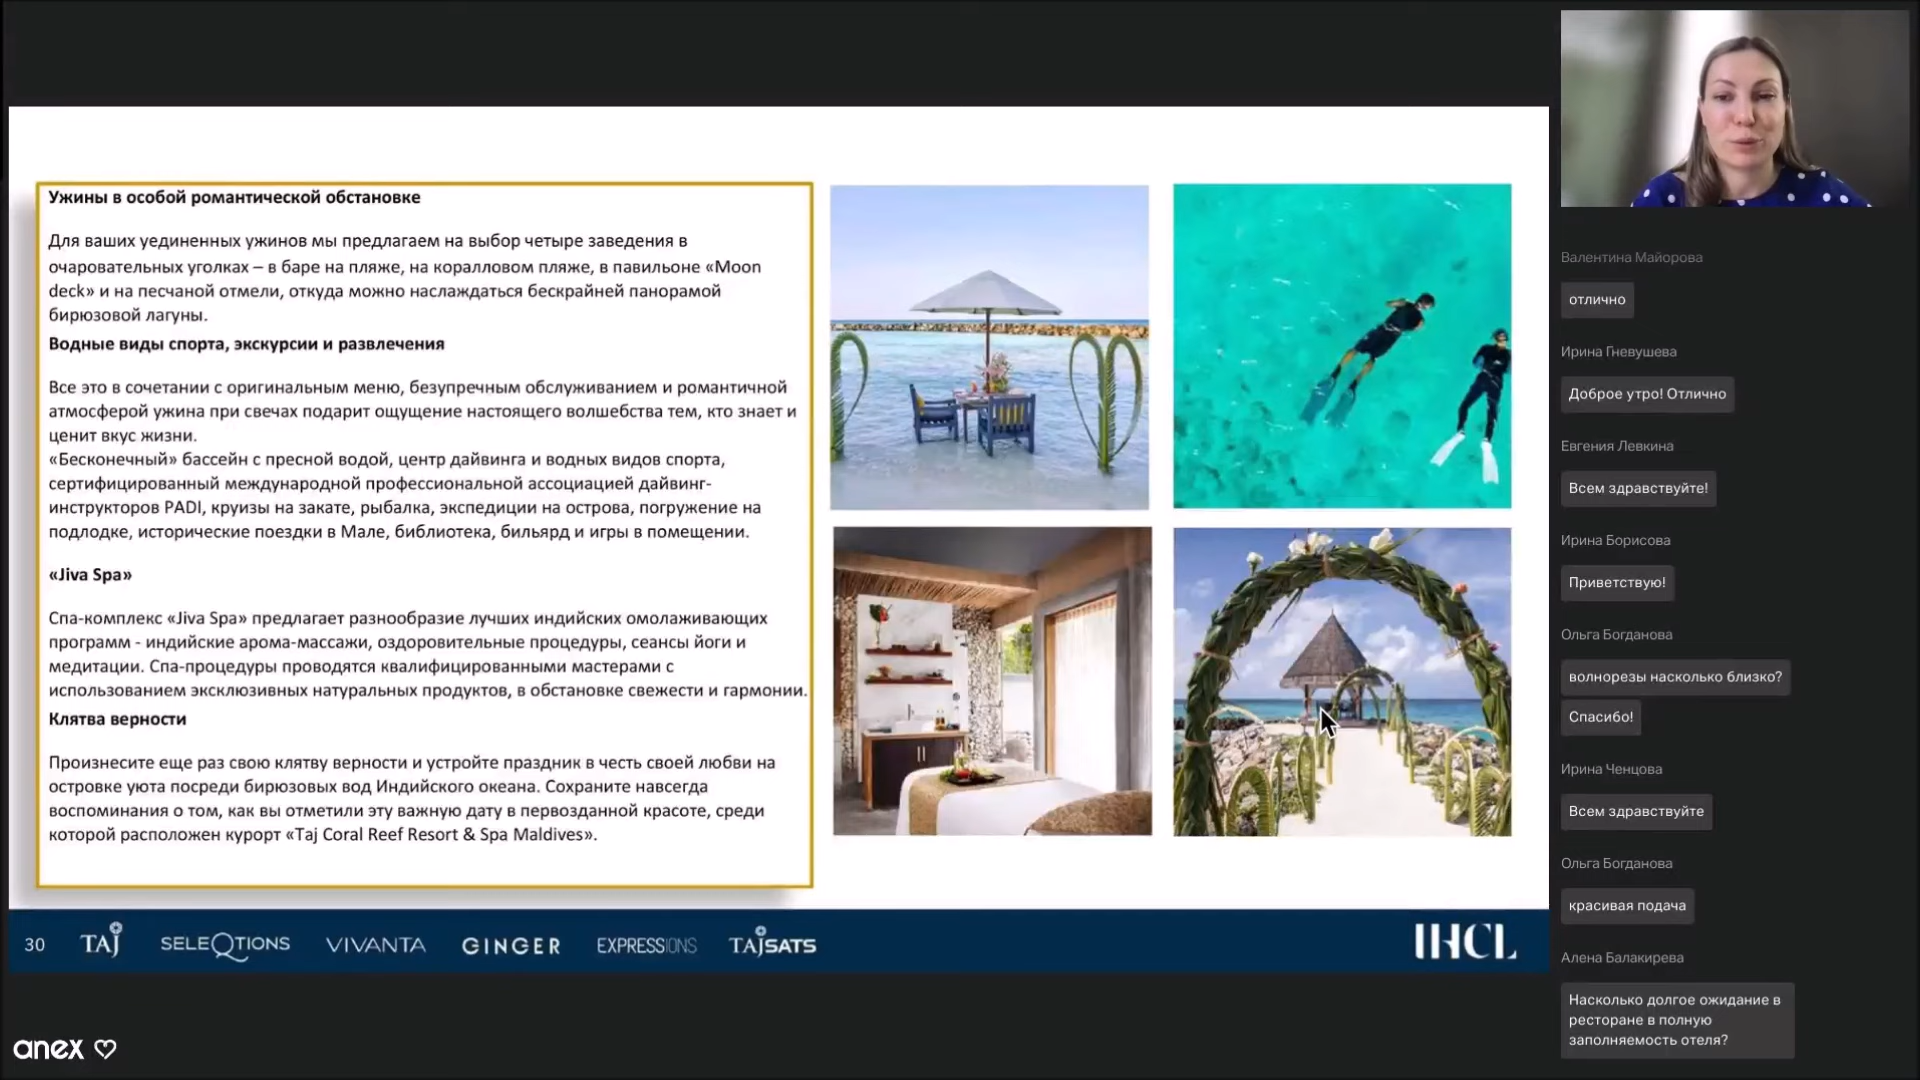 Ужины в особой романтической обстановке
Для ваших уединенных ужинов мы предлагаем на выбор четыре заведения в
очаровательных уголках – в баре на пляже, на коралловом пляже, в павильоне «Moon
deck» и на песчаной отмели, откуда можно наслаждаться бескрайней панорамой
бирюзовой лагуны.
Водные виды спорта, экскурсии и развлечения
Все это в сочетании с оригинальным меню, безупречным обслуживанием и романтичной
атмосферой ужина при свечах подарит ощущение настоящего волшебства тем, кто знает и
ценит вкус жизни.
«Бесконечный» бассейн с пресной водой, центр дайвинга и водных видов спорта,
сертифицированный международной профессиональной ассоциацией дайвинг-
инструкторов PADI, круизы на закате, рыбалка, экспедиции на острова, погружение на
подлодке, исторические поездки в Мале, библиотека, бильярд и игры в помещении.
«Jiva Spa»
Спа-комплекс «Jiva Spa» предлагает разнообразие лучших индийских омолаживающих
программ - индийские арома-массажи, оздоровительные процедуры, сеансы йоги и
медитации. Спа-процедуры проводятся квалифицированными мастерами с
использованием эксклюзивных натуральных продуктов, в обстановке свежести и гармонии.
Клятва верности
Произнесите еще раз свою клятву верности и устройте праздник в честь своей любви на
островке уюта посреди бирюзовых вод Индийского океана. Сохраните навсегда
воспоминания о том, как вы отметили эту важную дату в первозданной красоте, среди
которой расположен курорт «Taj Coral Reef Resort & Spa Maldives».
30 TAJ SELEQTIONS VIVANTA GINGER EXPRESSIONS TAJSATS IHCL
anex
Валентина Майорова
отлично
Ирина Гневушева
Доброе утро! Отлично
Евгения Левкина
Всем здравствуйте!
Ирина Борисова
Приветствую!
Ольга Богданова
волнорезы насколько близко?
Спасибо!
Ирина Ченцова
Всем здравствуйте
Ольга Богданова
красивая подача
Алена Балакирева
Насколько долгое ожидание в
ресторане в полную
заполняемость отеля?